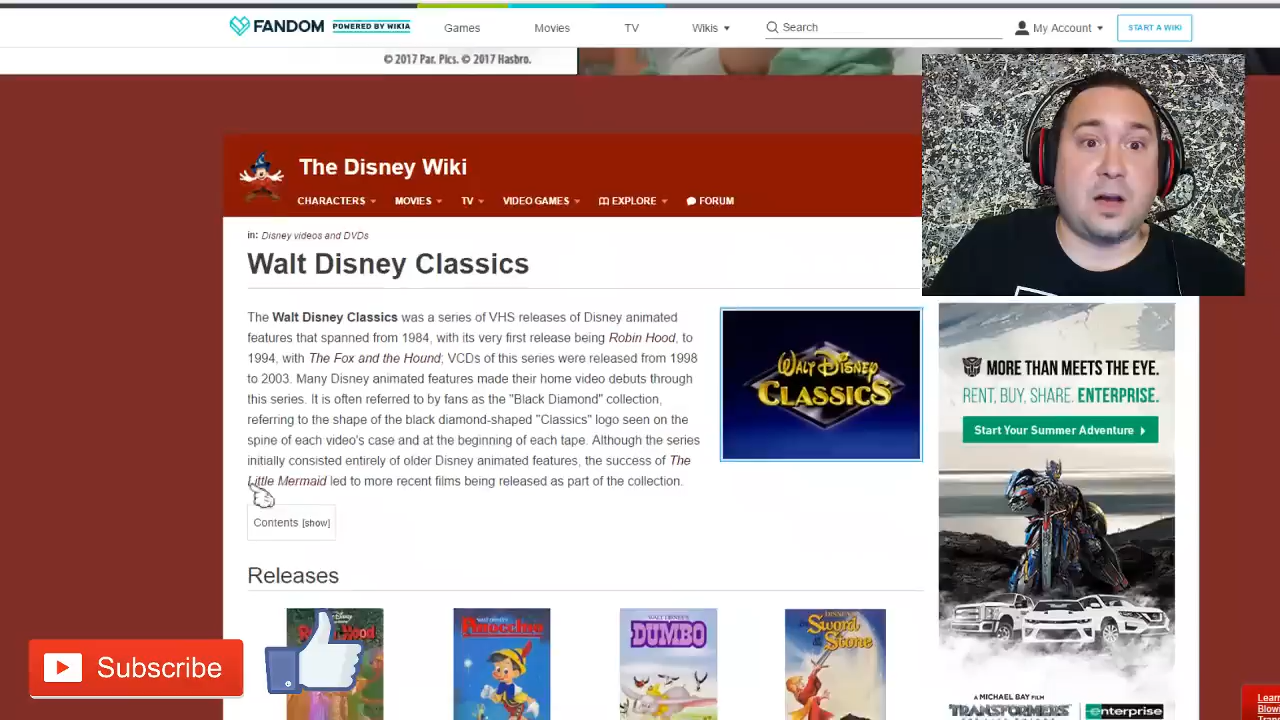 FANDOM POWERED BY WIKIA Games Movies TV Wikis Search My Account START A WIKI
© 2017 Par. Pics. © 2017 Hasbro.
The Disney Wiki
CHARACTERS MOVIES TV VIDEO GAMES EXPLORE FORUM
in: Disney videos and DVDs
Walt Disney Classics
The Walt Disney Classics was a series of VHS releases of Disney animated
features that spanned from 1984, with its very first release being Robin Hood, to
1994, with The Fox and the Hound; VCDs of this series were released from 1998
to 2003. Many Disney animated features made their home video debuts through
this series. It is often referred to by fans as the "Black Diamond" collection,
referring to the shape of the black diamond-shaped "Classics" logo seen on the
spine of each video's case and at the beginning of each tape. Although the series
initially consisted entirely of older Disney animated features, the success of The
Little Mermaid led to more recent films being released as part of the collection.
WALT DISNEY
CLASSICS
MORE THAN MEETS THE EYE.
RENT, BUY, SHARE. ENTERPRISE.
Start Your Summer Adventure
Contents [show]
Releases
PINOCCHIO
WALT DISNEY'S
DUMBO
Sword
Stone
Subscribe
A MICHAEL BAY FILM
TRANSFORMERS
enterprise
Learn